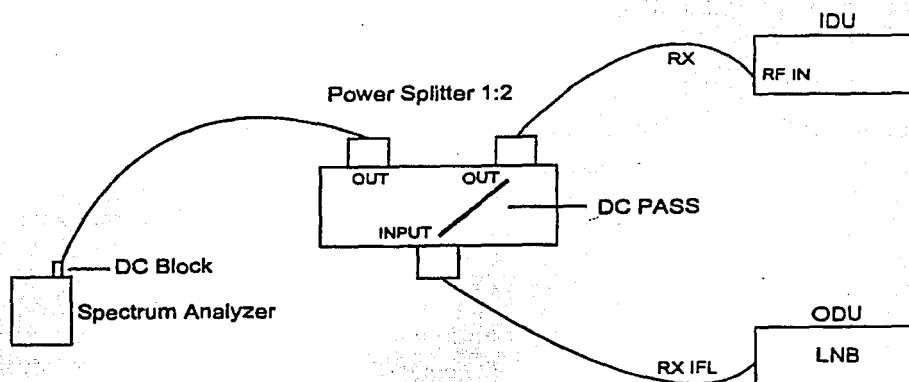 IDU
RX
RF IN
Power Splitter 1:2
OUT
OUT
DC PASS
INPUT
DC Block
Spectrum Analyzer
ODU
LNB
RX IFL